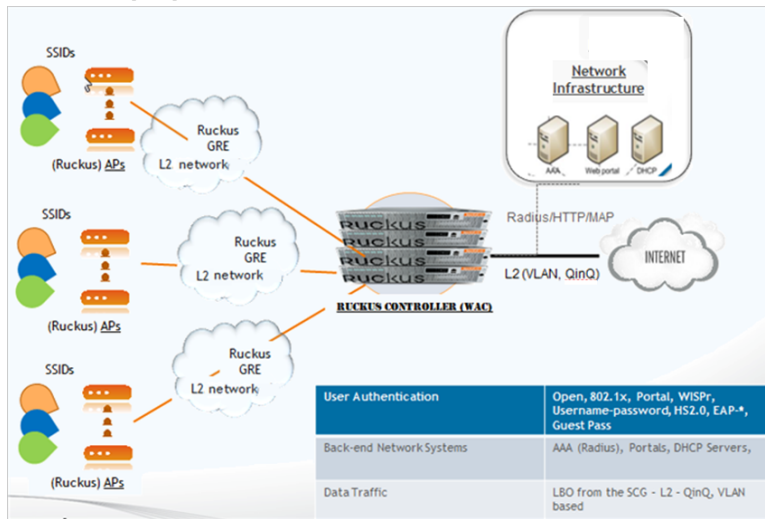 SSIDs
(Ruckus) APs
Ruckus
GRE
L2 network
SSIDs
(Ruckus) APs
Ruckus
GRE
L2 network
SSIDs
(Ruckus) APs
Ruckus
GRE
L2 network
Ruckus
Ruckus
Ruckus
Ruckus
RUCKUS CONTROLLER (WAC)
Network
Infrastructure
AAA
Web portal
DHCP
Radius/HTTP/MAP
L2 (VLAN, QinQ)
INTERNET
User Authentication
Open, 802.1x, Portal, WISPr,
Username-password, HS2.0, EAP-*,
Guest Pass
Back-end Network Systems
AAA (Radius), Portals, DHCP Servers,
Data Traffic
LBO from the SCG - L2 - QinQ, VLAN
based